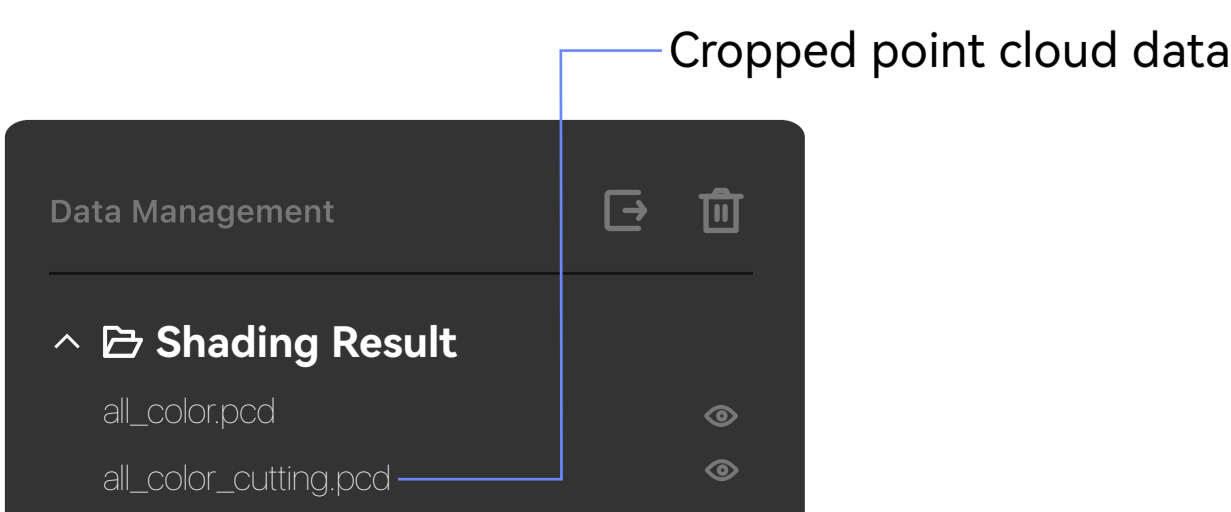 Cropped point cloud data
Data Management
Shading Result
all_color.pcd
all_color_cutting.pcd